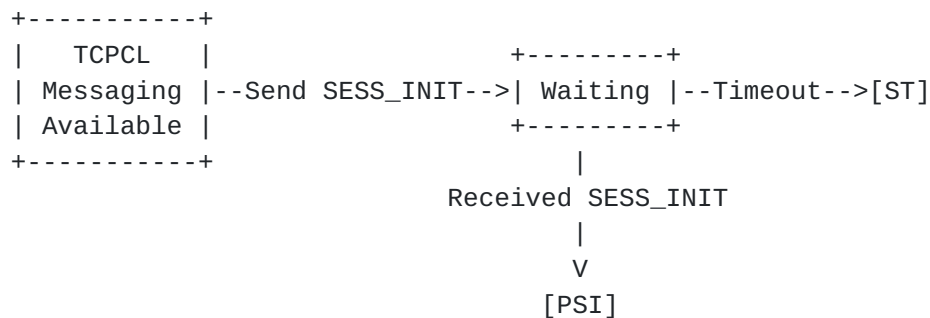 +-----------+
|   TCPCL   |                    +---------+
| Messaging |--Send SESS_INIT-->| Waiting |--Timeout-->[ST]
| Available |                    +---------+
+-----------+                         |
                            Received SESS_INIT
                                      |
                                      V
                                    [PSI]